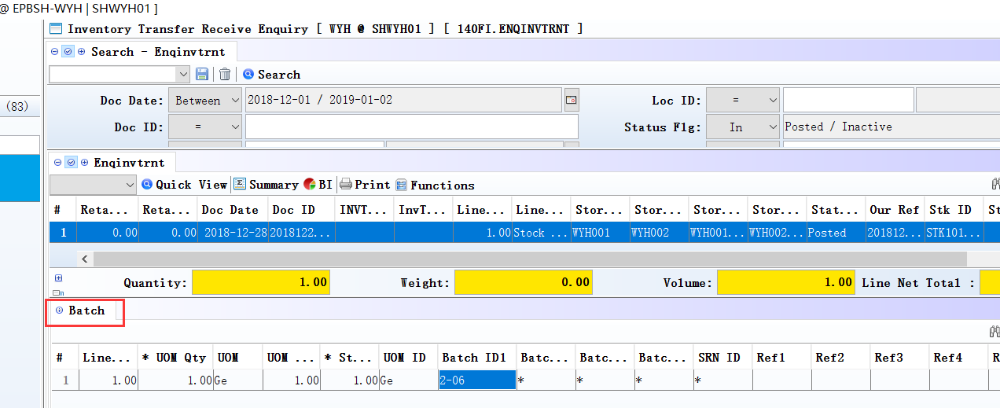 @ EPBSH-WYH | SHWYH01 ]
Inventory Transfer Receive Enquiry [ WYH @ SHWYH01 ] [ 140FI.ENQINVTRNT ]
Search - Enqinvtrnt
Search
(83)
Doc Date: Between 2018-12-01 / 2019-01-02 Loc ID: =
Doc ID: = Status Flg: In Posted / Inactive
Enqinvtrnt
Quick View Summary BI Print Functions
# Reta... Reta... Doc Date Doc ID INVT... InvT... Line... Line... Stor... Stor... Stor... Stor... Stat... Our Ref Stk ID St
1 0.00 0.00 2018-12-28 2018122... 1.00 Stock ... WYH001 WYH002 WYH001... WYH002... Posted 201812... STK101...
Quantity: 1.00 Weight: 0.00 Volume: 1.00 Line Net Total :
Batch
# Line... * UOM Qty UOM UOM ... * St... UOM ID Batch ID1 Batc... Batc... Batc... SRN ID Ref1 Ref2 Ref3 Ref4 R
1 1.00 1.00 Ge 1.00 1.00 Ge 2-06 * * * *